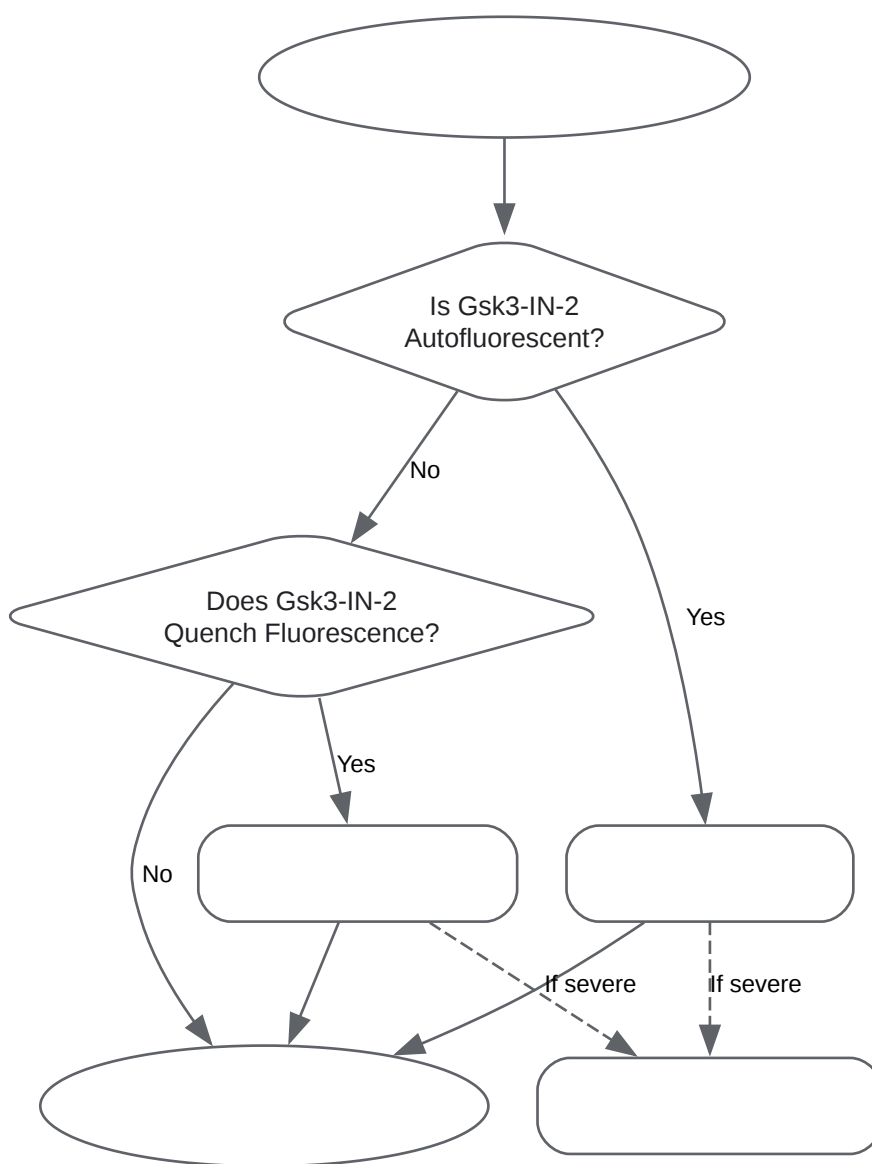 Is Gsk3-IN-2
Autofluorescent?
No
Does Gsk3-IN-2
Quench Fluorescence?
Yes
Yes
No
If severe
If severe